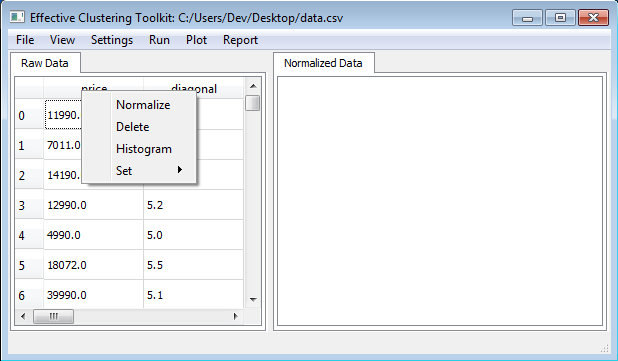 Effective Clustering Toolkit: C:/Users/Dev/Desktop/data.csv
File View Settings Run Plot Report
Raw Data
Normalized Data
price diagonal
0 11990.
1 7011.0
2 14190.
3 12990.0 5.2
4 4990.0 5.0
5 18072.0 5.5
6 39990.0 5.1
Normalize
Delete
Histogram
Set